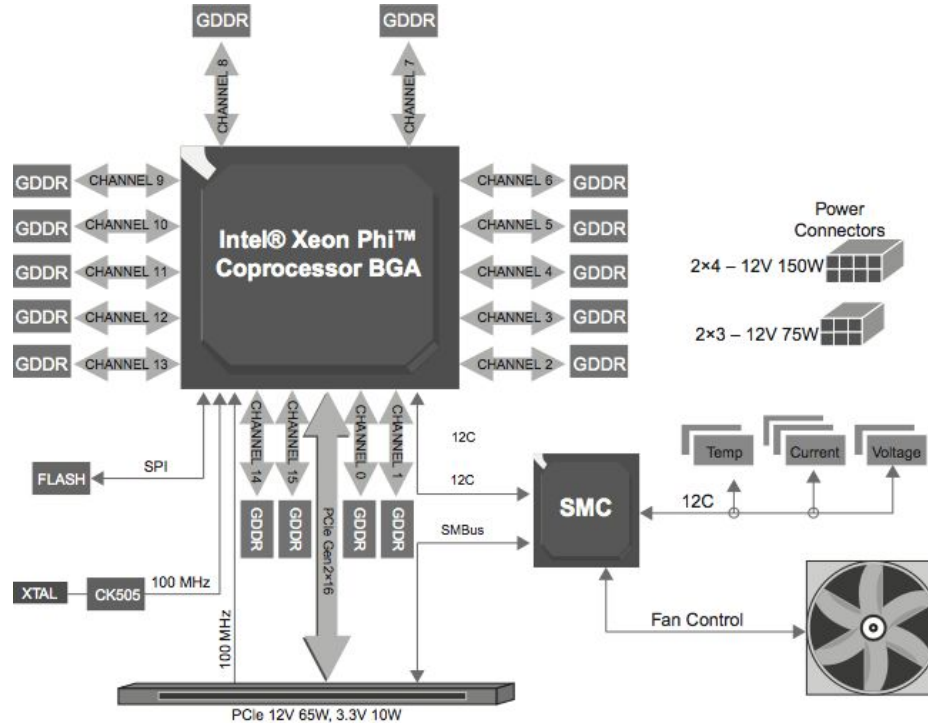 GDDR
GDDR
CHANNEL 8
CHANNEL 7
GDDR
CHANNEL 9
CHANNEL 6
GDDR
GDDR
CHANNEL 10
CHANNEL 5
GDDR
GDDR
CHANNEL 11
CHANNEL 4
GDDR
GDDR
CHANNEL 12
CHANNEL 3
GDDR
GDDR
CHANNEL 13
CHANNEL 2
GDDR
Intel® Xeon Phi™
Coprocessor BGA
Power
Connectors
2×4 – 12V 150W
2×3 – 12V 75W
CHANNEL 14
CHANNEL 15
PCIe Gen2×16
CHANNEL 0
CHANNEL 1
GDDR
GDDR
GDDR
GDDR
12C
12C
SMBus
SPI
FLASH
XTAL
CK505
100 MHz
100 MHz
SMC
12C
Temp
Current
Voltage
Fan Control
PCIe 12V 65W, 3.3V 10W